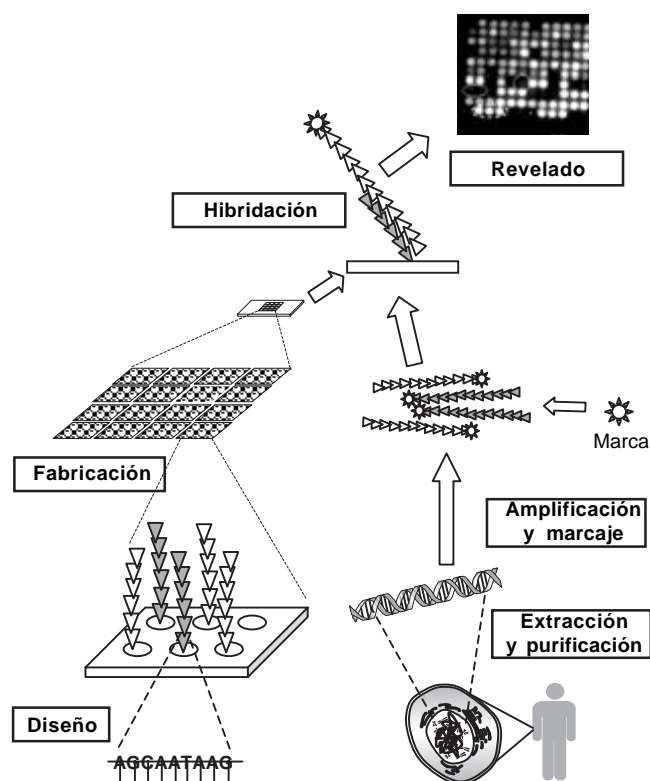 Revelado
Hibridación
Marca
Fabricación
Amplificación
y marcaje
Extracción
y purificación
Diseño
AGCAATAAG